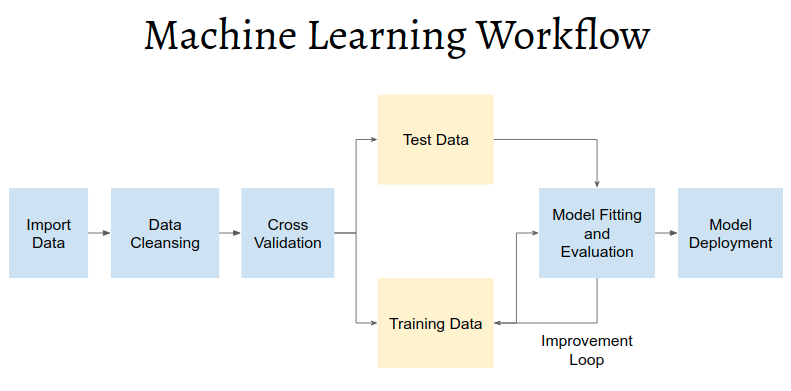 Machine Learning Workflow
Test Data
Import
Data
Data
Cleansing
Cross
Validation
Model Fitting
and
Evaluation
Model
Deployment
Training Data
Improvement
Loop